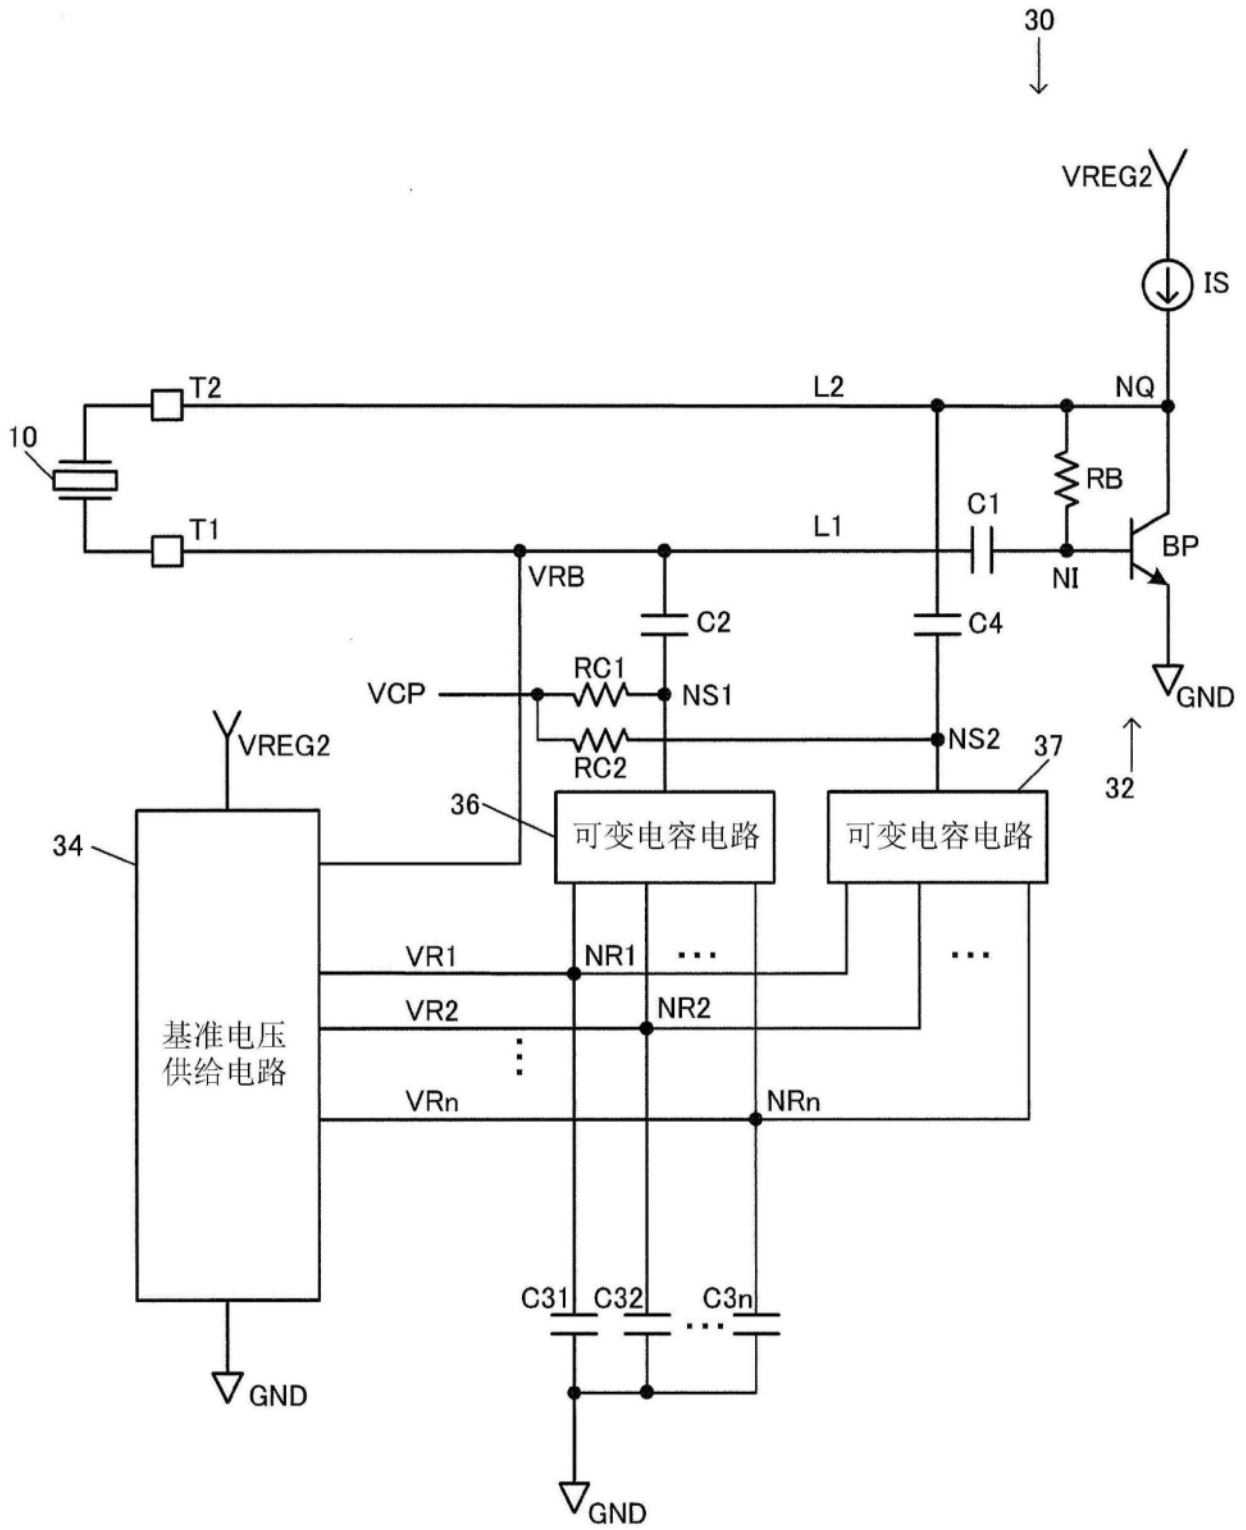 30
VREG2
IS
T2
L2
NQ
10
RB
C1
T1
L1
BP
VRB
NI
C2
C4
RC1
VCP
NS1
GND
VREG2
NS2
RC2
37
36
32
可变电容电路
可变电容电路
34
VR1
NR1
...
...
VR2
NR2
基准电压
供给电路
⋮
VRn
NRn
C31
C32
...
C3n
GND
GND